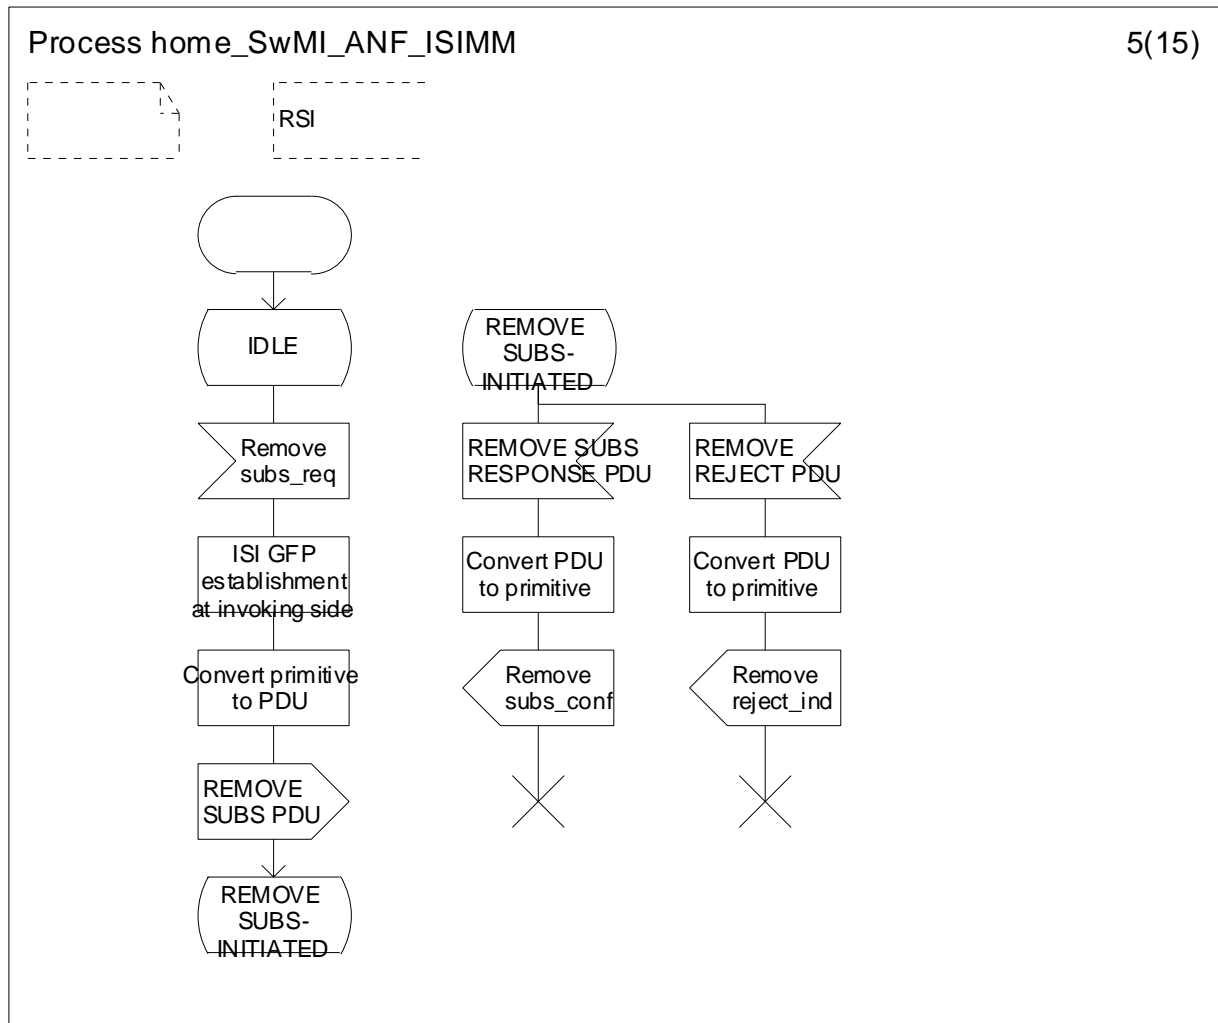 Process home_SwMI_ANF_ISIMM
5(15)
RSI
IDLE
Remove
subs_req
ISI GFP
establishment
at invoking side
Convert primitive
to PDU
REMOVE
SUBS PDU
REMOVE
SUBS-
INITIATED
REMOVE
SUBS-
INITIATED
REMOVE SUBS
RESPONSE PDU
Convert PDU
to primitive
Remove
subs_conf
REMOVE
REJECT PDU
Convert PDU
to primitive
Remove
reject_ind